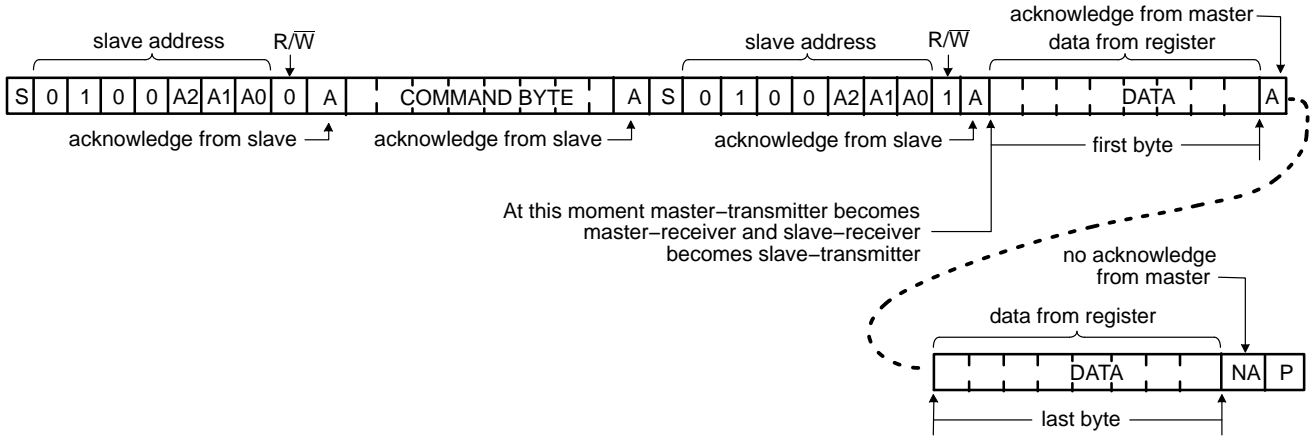 acknowledge from master
slave address R/W slave address R/W data from register
S 0 1 0 0 A2 A1 A0 0 A COMMAND BYTE A S 0 1 0 0 A2 A1 A0 1 A DATA A
acknowledge from slave acknowledge from slave acknowledge from slave first byte
At this moment master−transmitter becomes
master−receiver and slave−receiver
becomes slave−transmitter
no acknowledge
from master
data from register
DATA NA P
last byte